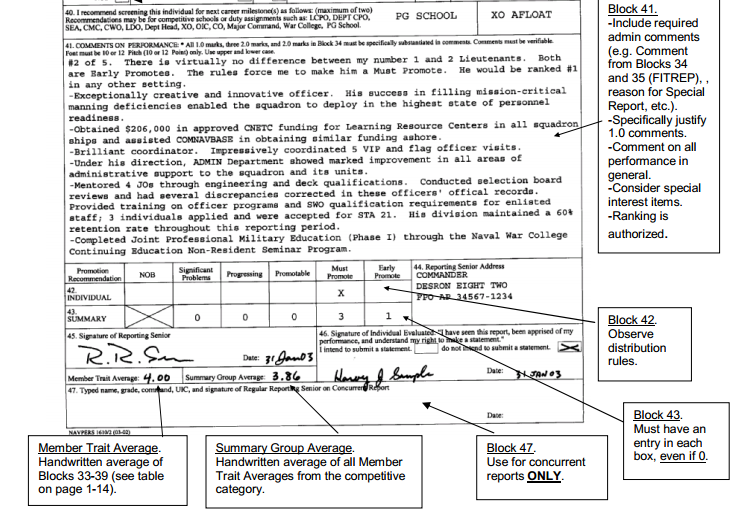 40. I recommend screening this individual for next career milestone(s) as follows: (maximum of two)
Recommendations may be for competitive schools or duty assignments such as: LCPO, DEPT CPO,
SEA, CMC, CWO, LDO, Dept Head, XO, OIC, CO, Major Command, War College, PG School.
PG SCHOOL
XO AFLOAT
41. COMMENTS ON PERFORMANCE: * All 1.0 marks, three 2.0 marks, and 2.0 marks in Block 34 must be specifically substantiated in comments. Comments must be verifiable.
Font must be 10 or 12 Pitch (10 or 12 Point) only. Use upper and lower case.
#2 of 5. There is virtually no difference between my number 1 and 2 Lieutenants. Both
are Early Promotes. The rules force me to make him a Must Promote. He would be ranked #1
in any other setting.
-Exceptionally creative and innovative officer. His success in filling mission-critical
manning deficiencies enabled the squadron to deploy in the highest state of personnel
readiness.
-Obtained $206,000 in approved CNETC funding for Learning Resource Centers in all squadron
ships and assisted COMNAVBASE in obtaining similar funding ashore.
-Brilliant coordinator. Impressively coordinated 5 VIP and flag officer visits.
-Under his direction, ADMIN Department showed marked improvement in all areas of
administrative support to the squadron and its units.
-Mentored 4 JOs through engineering and deck qualifications. Conducted selection board
reviews and had several discrepancies corrected in these officers' offical records.
Provided training on officer programs and SWO qualification requirements for enlisted
staff; 3 individuals applied and were accepted for STA 21. His division maintained a 60%
retention rate throughout this reporting period.
-Completed Joint Professional Military Education (Phase I) through the Naval War College
Continuing Education Non-Resident Seminar Program.
Promotion
Recommendation
NOB
Significant
Problems
Progressing
Promotable
Must
Promote
Early
Promote
44. Reporting Senior Address
COMMANDER
DESRON EIGHT TWO
FPO AP 34567-1234
42.
INDIVIDUAL
X
43.
SUMMARY
0
0
0
3
1
45. Signature of Reporting Senior
Date: 31 Jan 03
46. Signature of Individual Evaluated. "I have seen this report, been apprised of my
performance, and understand my right to make a statement."
I intend to submit a statement.
do not intend to submit a statement.
Harvey J Sample
Date: 31 JAN 03
Member Trait Average: 4.00
Summary Group Average: 3.86
47. Typed name, grade, command, UIC, and signature of Regular Reporting Senior on Concurrent Report
Date:
NAVPERS 1610/2 (03-02)
Block 41.
-Include required
admin comments
(e.g. Comment
from Blocks 34
and 35 (FITREP), ,
reason for Special
Report, etc.).
-Specifically justify
1.0 comments.
-Comment on all
performance in
general.
-Consider special
interest items.
-Ranking is
authorized.
Block 42.
Observe
distribution
rules.
Block 43.
Must have an
entry in each
box, even if 0.
Member Trait Average.
Handwritten average of
Blocks 33-39 (see table
on page 1-14).
Summary Group Average.
Handwritten average of all Member
Trait Averages from the competitive
category.
Block 47.
Use for concurrent
reports ONLY.